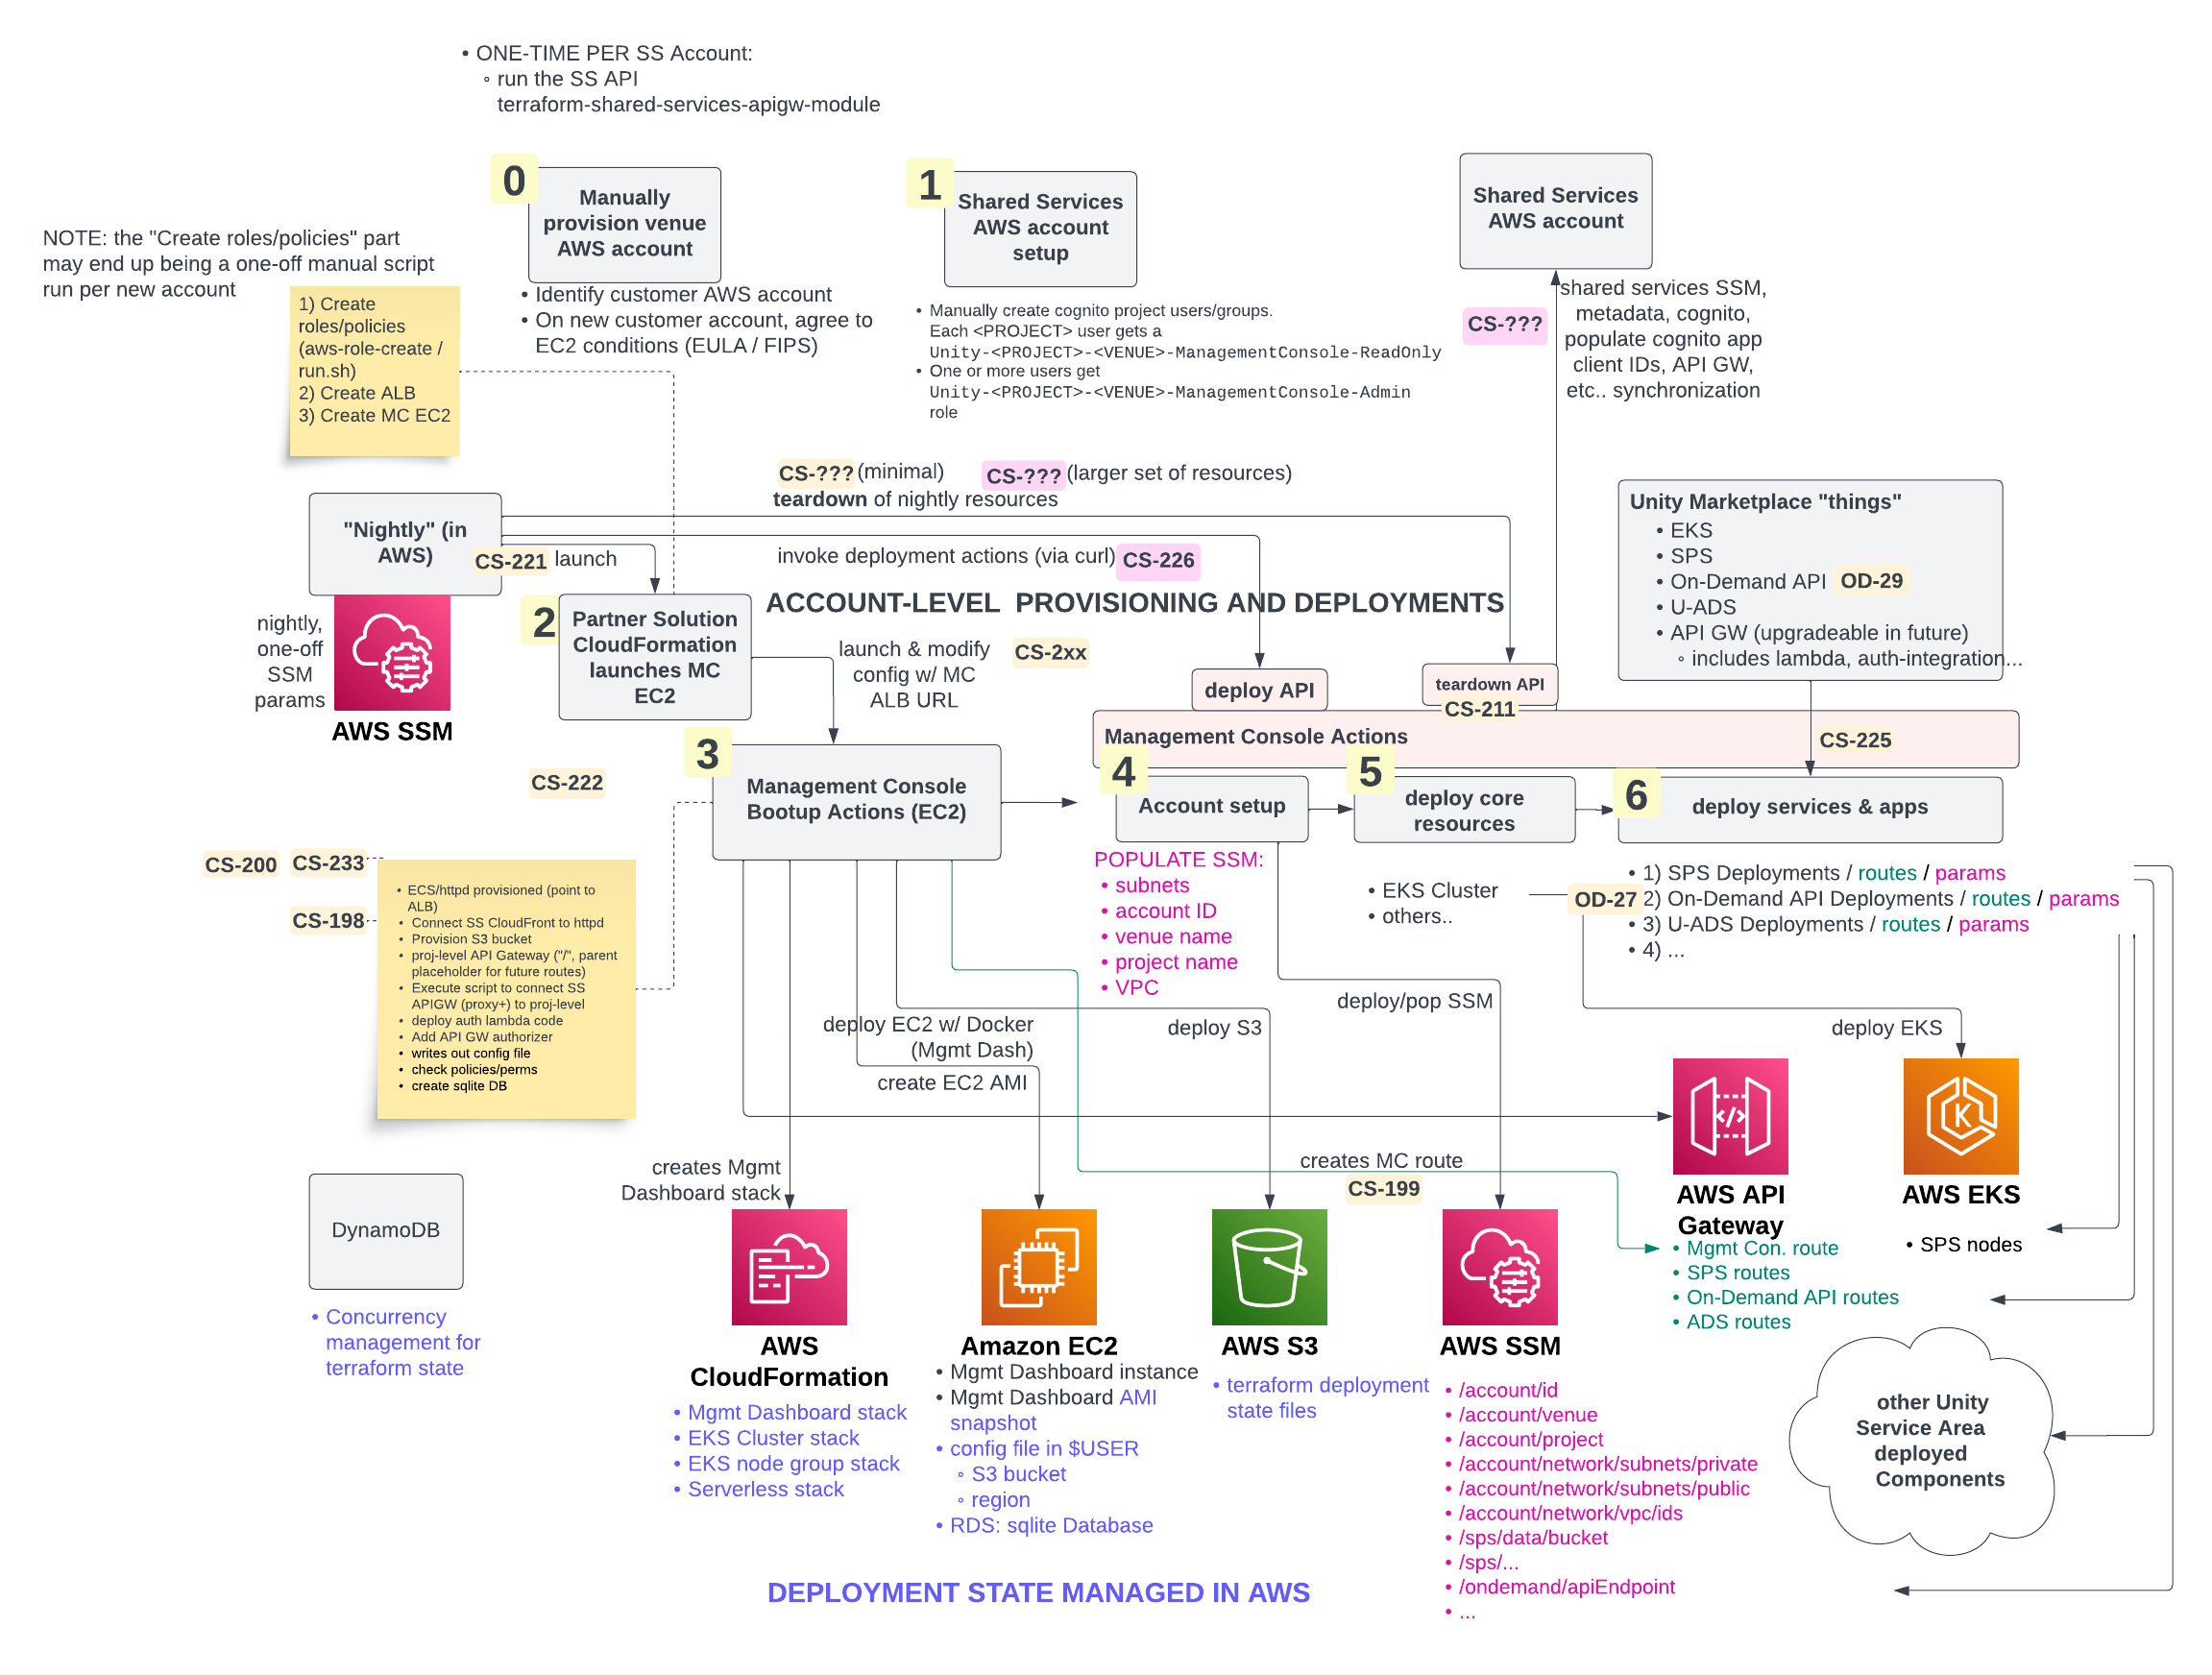 • ONE-TIME PER SS Account:
◦ run the SS API
terraform-shared-services-apigw-module
0
Manually
provision venue
AWS account
• Identify customer AWS account
• On new customer account, agree to
EC2 conditions (EULA / FIPS)
1
Shared Services
AWS account
setup
• Manually create cognito project users/groups.
Each <PROJECT> user gets a
Unity-<PROJECT>-<VENUE>-ManagementConsole-ReadOnly
• One or more users get
Unity-<PROJECT>-<VENUE>-ManagementConsole-Admin
role
Shared Services
AWS account
CS-???
shared services SSM,
metadata, cognito,
populate cognito app
client IDs, API GW,
etc.. synchronization
NOTE: the "Create roles/policies" part
may end up being a one-off manual script
run per new account
1) Create
roles/policies
(aws-role-create /
run.sh)
2) Create ALB
3) Create MC EC2
CS-??? (minimal)
CS-??? (larger set of resources)
teardown of nightly resources
"Nightly" (in
AWS)
CS-221 launch
invoke deployment actions (via curl) CS-226
nightly,
one-off
SSM
params
AWS SSM
2
Partner Solution
CloudFormation
launches MC
EC2
ACCOUNT-LEVEL PROVISIONING AND DEPLOYMENTS
launch & modify
config w/ MC
ALB URL
CS-2xx
Unity Marketplace "things"
• EKS
• SPS
• On-Demand API OD-29
• U-ADS
• API GW (upgradeable in future)
◦ includes lambda, auth-integration...
deploy API
teardown API
CS-211
Management Console Actions
CS-225
CS-222
3
Management Console
Bootup Actions (EC2)
4
Account setup
5
deploy core
resources
6
deploy services & apps
CS-200
CS-233
CS-198
• ECS/httpd provisioned (point to
ALB)
• Connect SS CloudFront to httpd
• Provision S3 bucket
• proj-level API Gateway ("/", parent
placeholder for future routes)
• Execute script to connect SS
APIGW (proxy+) to proj-level
• deploy auth lambda code
• Add API GW authorizer
• writes out config file
• check policies/perms
• create sqlite DB
POPULATE SSM:
• subnets
• account ID
• venue name
• project name
• VPC
• EKS Cluster
• others..
OD-27
• 1) SPS Deployments / routes / params
2) On-Demand API Deployments / routes / params
• 3) U-ADS Deployments / routes / params
• 4) ...
deploy EC2 w/ Docker
(Mgmt Dash)
create EC2 AMI
deploy S3
deploy/pop SSM
deploy EKS
creates Mgmt
Dashboard stack
creates MC route
CS-199
AWS API
Gateway
• Mgmt Con. route
• SPS routes
• On-Demand API routes
• ADS routes
AWS EKS
• SPS nodes
DynamoDB
• Concurrency
management for
terraform state
AWS
CloudFormation
• Mgmt Dashboard stack
• EKS Cluster stack
• EKS node group stack
• Serverless stack
Amazon EC2
• Mgmt Dashboard instance
• Mgmt Dashboard AMI
snapshot
• config file in $USER
◦ S3 bucket
◦ region
• RDS: sqlite Database
AWS S3
• terraform deployment
state files
AWS SSM
• /account/id
• /account/venue
• /account/project
• /account/network/subnets/private
• /account/network/subnets/public
• /account/network/vpc/ids
• /sps/data/bucket
• /sps/...
• /ondemand/apiEndpoint
• ...
other Unity
Service Area
deployed
Components
DEPLOYMENT STATE MANAGED IN AWS